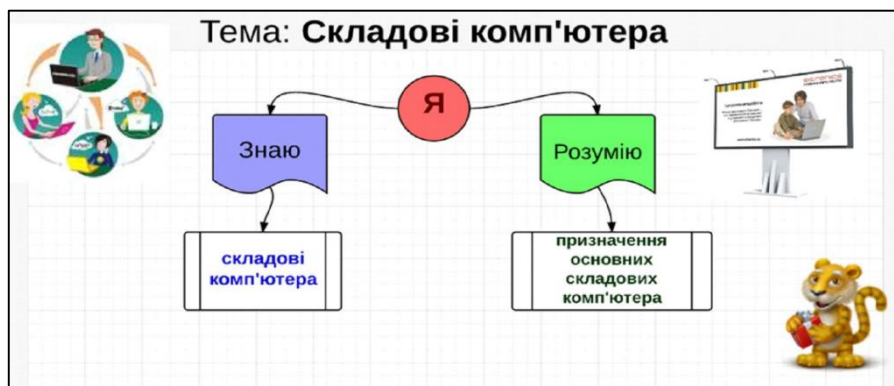 Тема: Складові комп'ютера
Я
Знаю
Розумію
складові
комп'ютера
призначення
основних
складових
комп'ютера